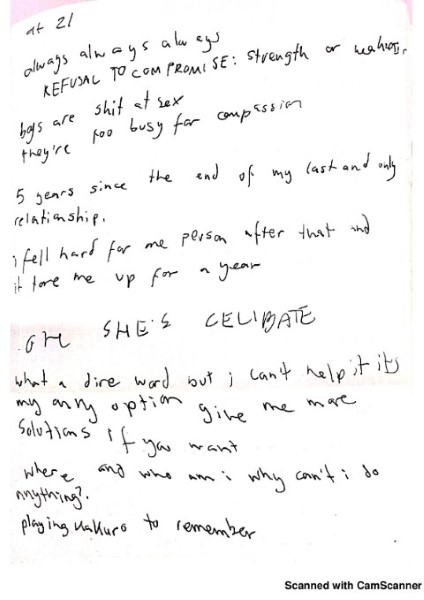 at 21
always always always
REFUSAL TO COMPROMISE: strength or
boys are shit at sex
they're too busy for compassion
5 years since the end of my last and only
relationship.
i fell hard for one person after that and
it tore me up for a year
OH SHE'S CELIBATE
what a dire word but i can't help it its
my only option give me more
solutions if you want
where and who am i why can't i do
anything?.
playing kakuro to remember
Scanned with CamScanner